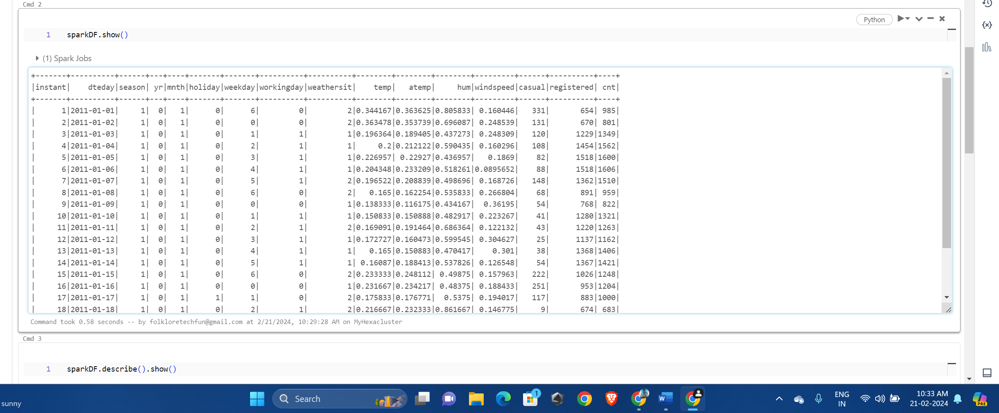 Cmd 2
Python
1 sparkDF.show()
(1) Spark Jobs
+-------+----------+------+---+----+-------+-------+----------+----------+--------+--------+--------+---------+------+----------+----+
|instant|    dteday|season| yr|mnth|holiday|weekday|workingday|weathersit|    temp|   atemp|     hum|windspeed|casual|registered| cnt|
+-------+----------+------+---+----+-------+-------+----------+----------+--------+--------+--------+---------+------+----------+----+
|      1|2011-01-01|     1|  0|   1|      0|      6|         0|         2|0.344167|0.363625|0.805833| 0.160446|   331|       654| 985|
|      2|2011-01-02|     1|  0|   1|      0|      0|         0|         2|0.363478|0.353739|0.696087| 0.248539|   131|       670| 801|
|      3|2011-01-03|     1|  0|   1|      0|      1|         1|         1|0.196364|0.189405|0.437273| 0.248309|   120|      1229|1349|
|      4|2011-01-04|     1|  0|   1|      0|      2|         1|         1|     0.2|0.212122|0.590435| 0.160296|   108|      1454|1562|
|      5|2011-01-05|     1|  0|   1|      0|      3|         1|         1|0.226957| 0.22927|0.436957|   0.1869|    82|      1518|1600|
|      6|2011-01-06|     1|  0|   1|      0|      4|         1|         1|0.204348|0.233209|0.518261|0.0895652|    88|      1518|1606|
|      7|2011-01-07|     1|  0|   1|      0|      5|         1|         2|0.196522|0.208839|0.498696| 0.168726|   148|      1362|1510|
|      8|2011-01-08|     1|  0|   1|      0|      6|         0|         2|   0.165|0.162254|0.535833| 0.266804|    68|       891| 959|
|      9|2011-01-09|     1|  0|   1|      0|      0|         0|         1|0.138333|0.116175|0.434167|  0.36195|    54|       768| 822|
|     10|2011-01-10|     1|  0|   1|      0|      1|         1|         1|0.150833|0.150888|0.482917| 0.223267|    41|      1280|1321|
|     11|2011-01-11|     1|  0|   1|      0|      2|         1|         2|0.169091|0.191464|0.686364| 0.122132|    43|      1220|1263|
|     12|2011-01-12|     1|  0|   1|      0|      3|         1|         1|0.172727|0.160473|0.599545| 0.304627|    25|      1137|1162|
|     13|2011-01-13|     1|  0|   1|      0|      4|         1|         1|   0.165|0.150883|0.470417|    0.301|    38|      1368|1406|
|     14|2011-01-14|     1|  0|   1|      0|      5|         1|         1| 0.16087|0.188413|0.537826| 0.126548|    54|      1367|1421|
|     15|2011-01-15|     1|  0|   1|      0|      6|         0|         2|0.233333|0.248112| 0.49875| 0.157963|   222|      1026|1248|
|     16|2011-01-16|     1|  0|   1|      0|      0|         0|         1|0.231667|0.234217| 0.48375| 0.188433|   251|       953|1204|
|     17|2011-01-17|     1|  0|   1|      1|      1|         0|         2|0.175833|0.176771|  0.5375| 0.194017|   117|       883|1000|
|     18|2011-01-18|     1|  0|   1|      0|      2|         1|         2|0.216667|0.232333|0.861667| 0.146775|     9|       674| 683|
Command took 0.58 seconds -- by folkloretechfun@gmail.com at 2/21/2024, 10:29:28 AM on MyHexacluster
Cmd 3
1 sparkDF.describe().show()
sunny
Search
1
W
ENG
IN
10:33 AM
21-02-2024
PRE